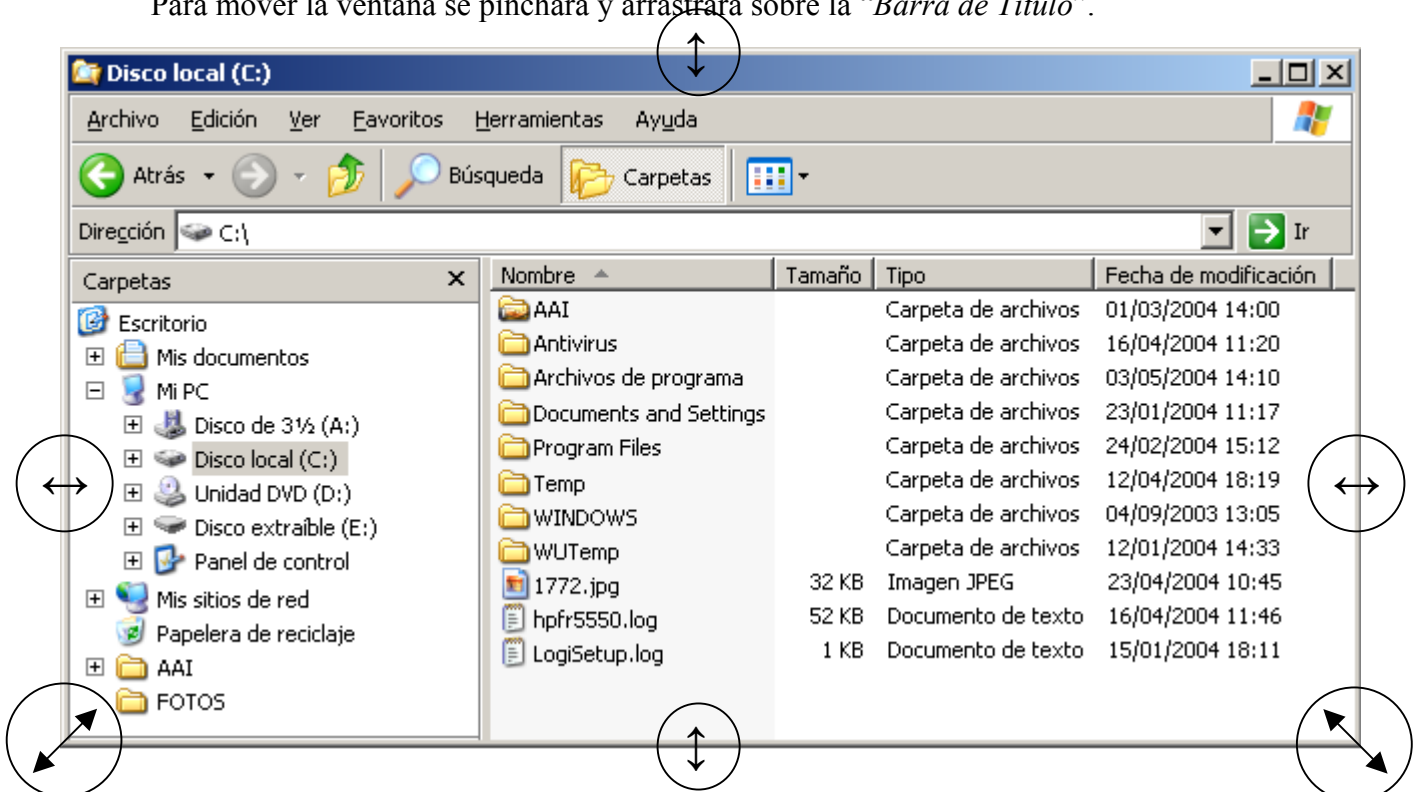 Para mover la ventana se pinchará y arrastrará sobre la "Barra de Título".
Disco local (C:)
Archivo Edición Ver Favoritos Herramientas Ayuda
Atrás Búsqueda Carpetas
Dirección C:\ Ir
Carpetas
Escritorio
Mis documentos
Mi PC
Disco de 3½ (A:)
Disco local (C:)
Unidad DVD (D:)
Disco extraíble (E:)
Panel de control
Mis sitios de red
Papelera de reciclaje
AAI
FOTOS
Nombre Tamaño Tipo Fecha de modificación
AAI Carpeta de archivos 01/03/2004 14:00
Antivirus Carpeta de archivos 16/04/2004 11:20
Archivos de programa Carpeta de archivos 03/05/2004 14:10
Documents and Settings Carpeta de archivos 23/01/2004 11:17
Program Files Carpeta de archivos 24/02/2004 15:12
Temp Carpeta de archivos 12/04/2004 18:19
WINDOWS Carpeta de archivos 04/09/2003 13:05
WUTemp Carpeta de archivos 12/01/2004 14:33
1772.jpg 32 KB Imagen JPEG 23/04/2004 10:45
hpfr5550.log 52 KB Documento de texto 16/04/2004 11:46
LogiSetup.log 1 KB Documento de texto 15/01/2004 18:11